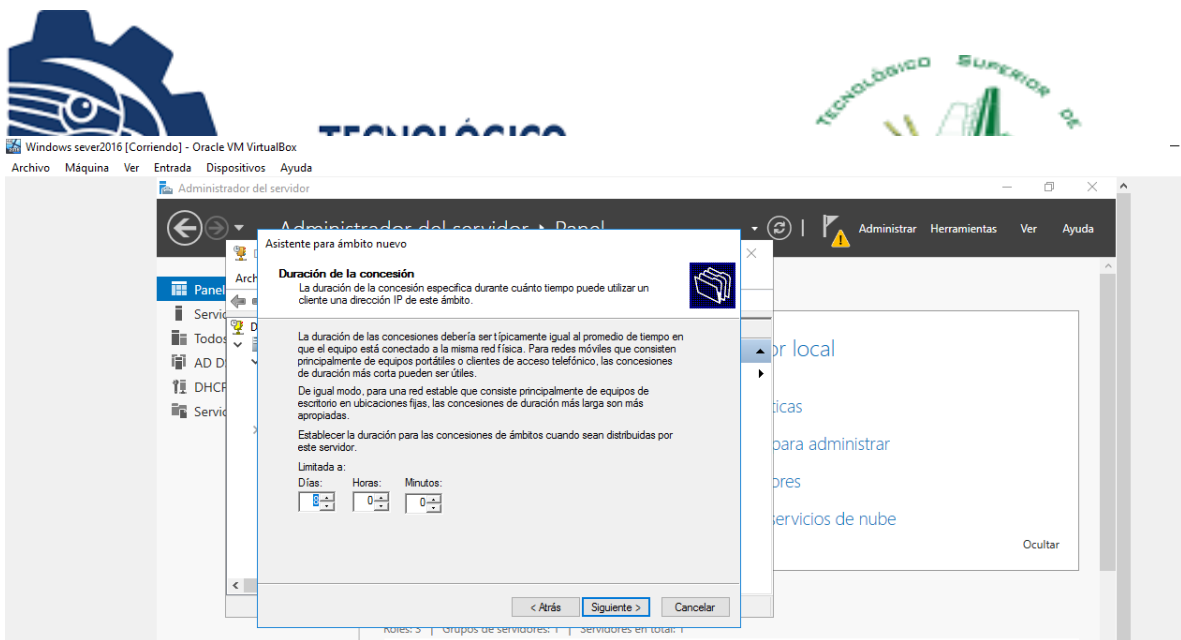 TECNOLÓGICO
TECNOLÓGICO SUPERIOR DE
Windows sever2016 [Corriendo] - Oracle VM VirtualBox
Archivo Máquina Ver Entrada Dispositivos Ayuda
Administrador del servidor
Administrador del servidor ▸ Panel
Administrar Herramientas Ver Ayuda
Asistente para ámbito nuevo
Arch
Duración de la concesión
La duración de la concesión especifica durante cuánto tiempo puede utilizar un
cliente una dirección IP de este ámbito.
Panel
Servic
Todos
AD D
DHCP
Servic
D
La duración de las concesiones debería ser típicamente igual al promedio de tiempo en
que el equipo está conectado a la misma red física. Para redes móviles que consisten
principalmente de equipos portátiles o clientes de acceso telefónico, las concesiones
de duración más corta pueden ser útiles.
De igual modo, para una red estable que consiste principalmente de equipos de
escritorio en ubicaciones fijas, las concesiones de duración más larga son más
apropiadas.
Establecer la duración para las concesiones de ámbitos cuando sean distribuidas por
este servidor.
Limitada a:
Días: Horas: Minutos:
8 0 0
< Atrás Siguiente > Cancelar
or local
ticas
para administrar
ores
servicios de nube
Ocultar
Roles: 3 | Grupos de servidores: 1 | Servidores en total: 1